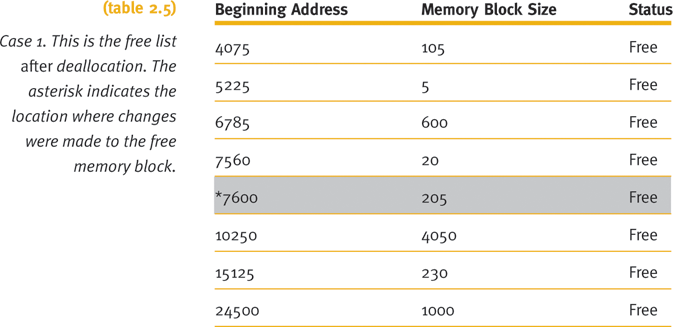 (table 2.5)
Case 1. This is the free list
after deallocation. The
asterisk indicates the
location where changes
were made to the free
memory block.
Beginning Address Memory Block Size Status
4075 105 Free
5225 5 Free
6785 600 Free
7560 20 Free
*7600 205 Free
10250 4050 Free
15125 230 Free
24500 1000 Free